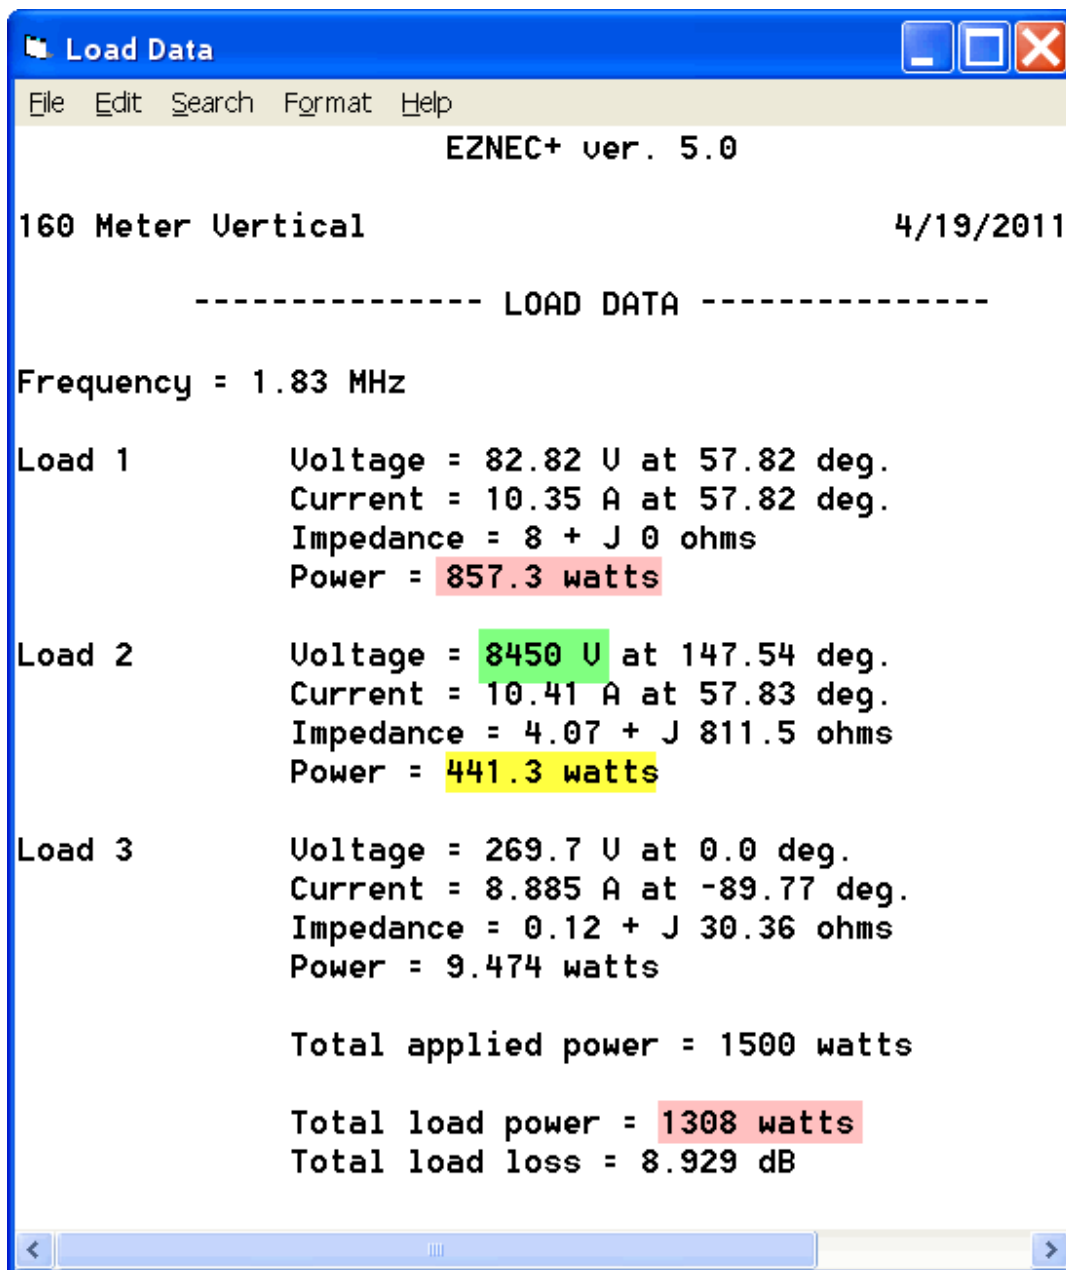 Load Data
File Edit Search Format Help
EZNEC+ ver. 5.0
160 Meter Vertical 4/19/2011
--------------- LOAD DATA ---------------
Frequency = 1.83 MHz
Load 1 Voltage = 82.82 V at 57.82 deg.
Current = 10.35 A at 57.82 deg.
Impedance = 8 + J 0 ohms
Power = 857.3 watts
Load 2 Voltage = 8450 V at 147.54 deg.
Current = 10.41 A at 57.83 deg.
Impedance = 4.07 + J 811.5 ohms
Power = 441.3 watts
Load 3 Voltage = 269.7 V at 0.0 deg.
Current = 8.885 A at -89.77 deg.
Impedance = 0.12 + J 30.36 ohms
Power = 9.474 watts
Total applied power = 1500 watts
Total load power = 1308 watts
Total load loss = 8.929 dB